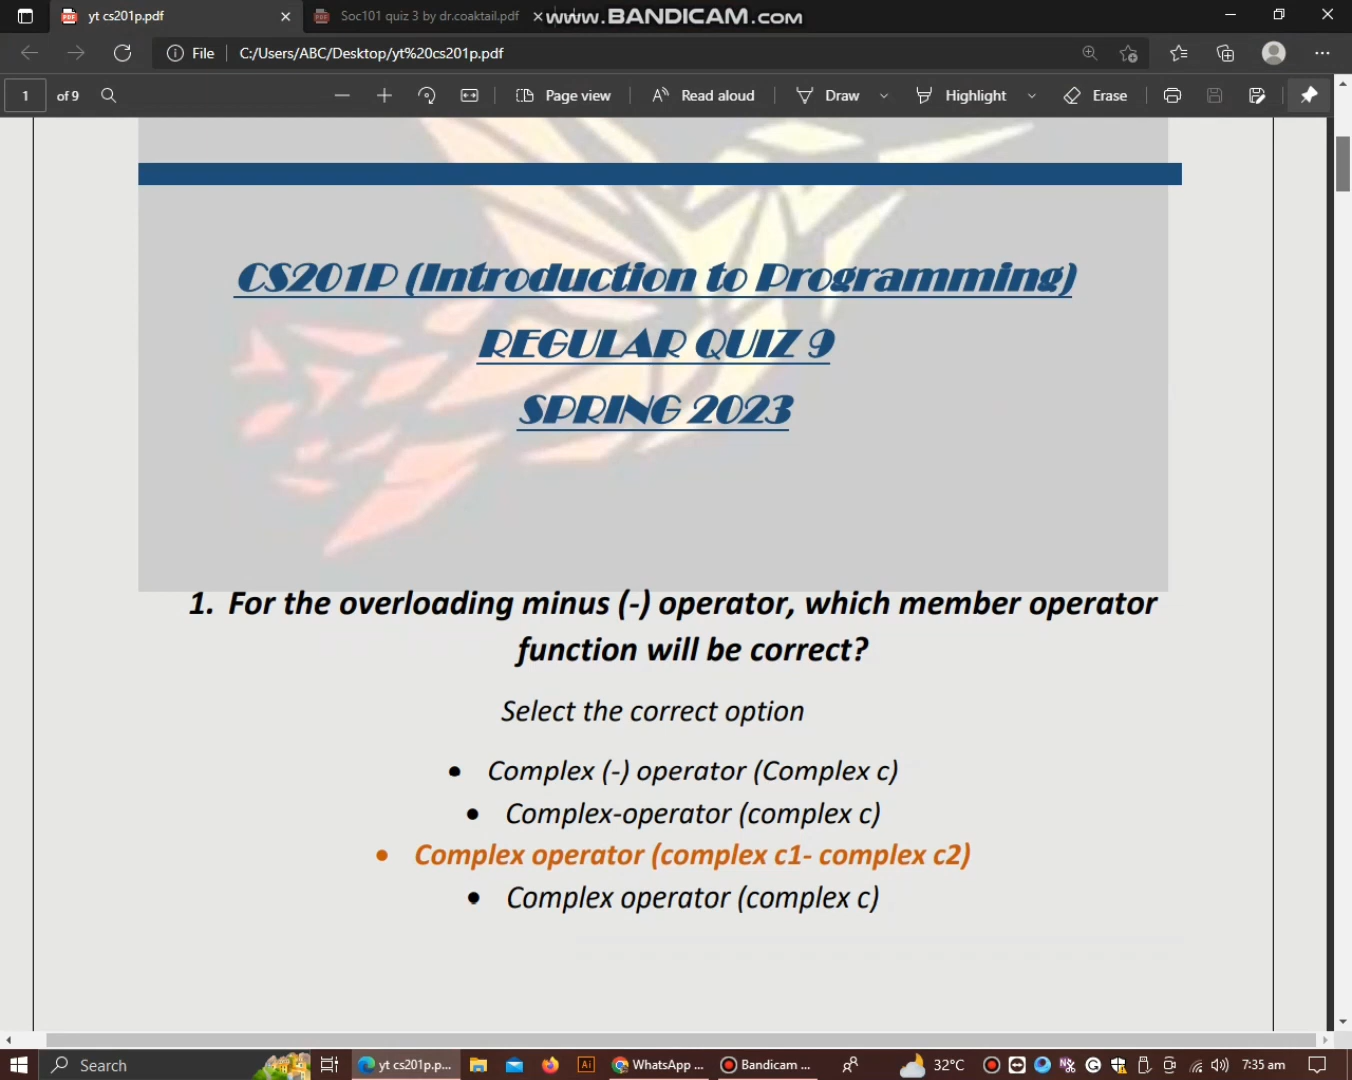 yt cs201p.pdf
Soc101 quiz 3 by dr.coaktail.pdf
www.BANDICAM.COM
File
C:/Users/ABC/Desktop/yt%20cs201p.pdf
1 of 9
Page view
Read aloud
Draw
Highlight
Erase
CS201P (Introduction to Programming)
REGULAR QUIZ 9
SPRING 2023
1. For the overloading minus (-) operator, which member operator
function will be correct?
Select the correct option
• Complex (-) operator (Complex c)
• Complex-operator (complex c)
• Complex operator (complex c1- complex c2)
• Complex operator (complex c)
Search
yt cs201p.p...
WhatsApp ...
Bandicam ...
32°C
7:35 am